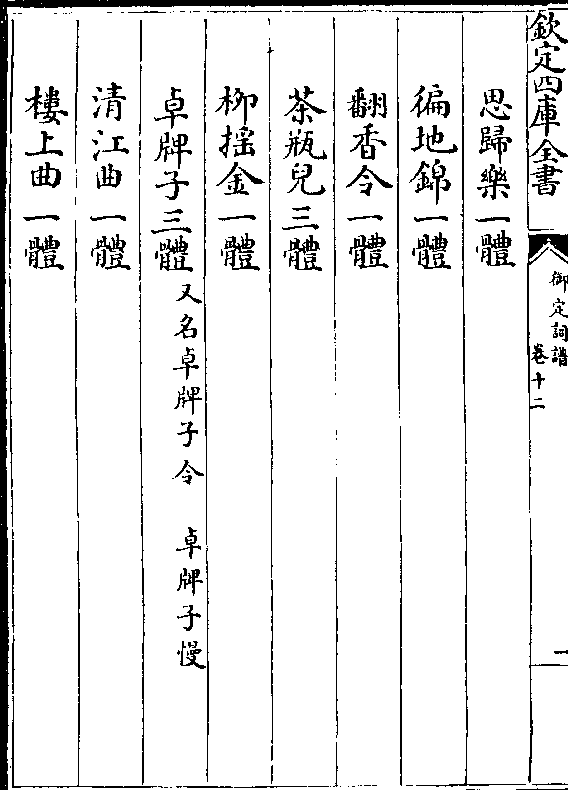 欽定四庫全書
御定詞譜
卷十二
一
思歸樂一體
徧地錦一體
翻香令一體
茶瓶兒三體
柳摇金一體
卓牌子三體 又名卓牌子令 卓牌子慢
清江曲一體
樓上曲一體